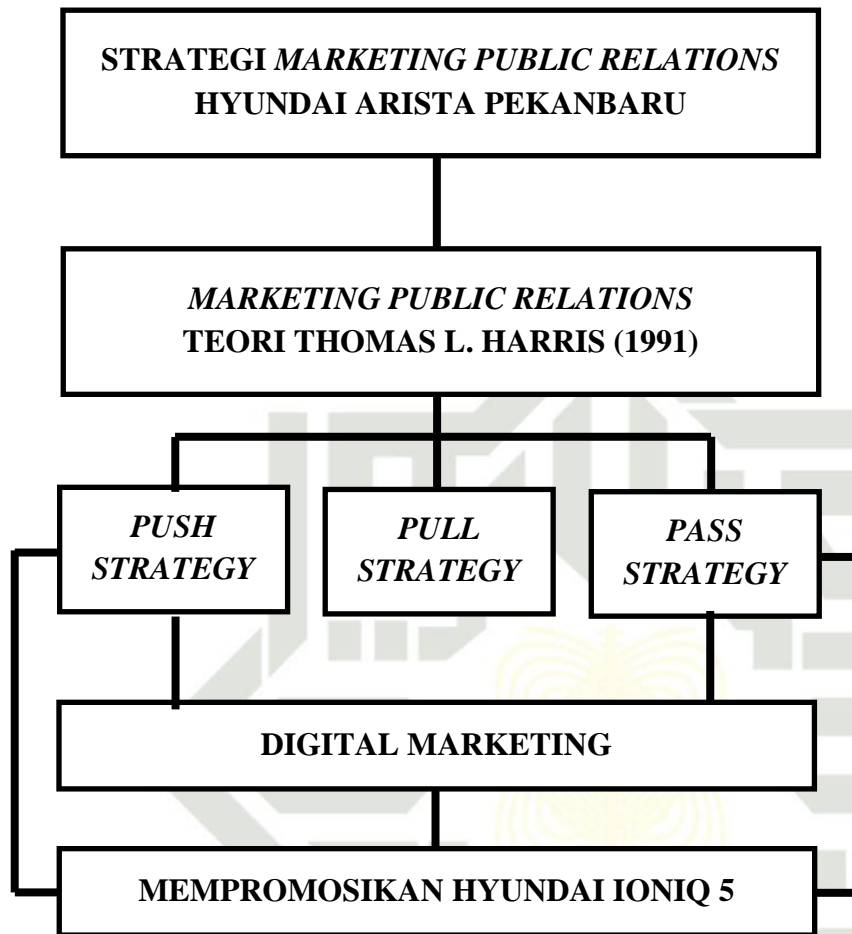 STRATEGI MARKETING PUBLIC RELATIONS
HYUNDAI ARISTA PEKANBARU
MARKETING PUBLIC RELATIONS
TEORI THOMAS L. HARRIS (1991)
PUSH
STRATEGY
PULL
STRATEGY
PASS
STRATEGY
DIGITAL MARKETING
MEMPROMOSIKAN HYUNDAI IONIQ 5